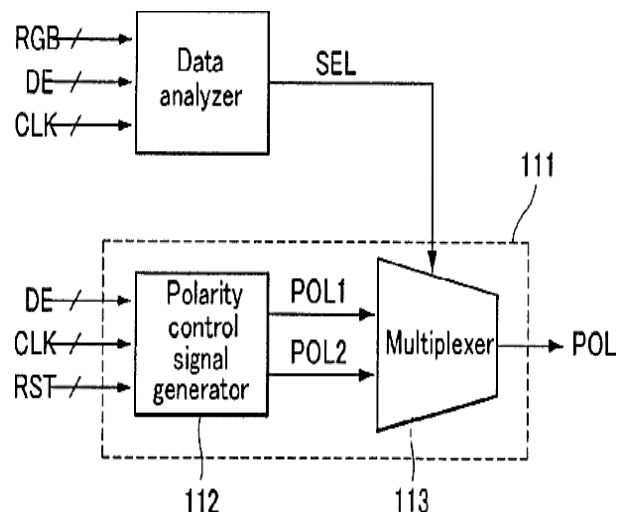 RGB
DE
CLK
Data
analyzer
SEL
111
DE
CLK
RST
Polarity
control
signal
generator
POL1
POL2
Multiplexer
POL
112
113